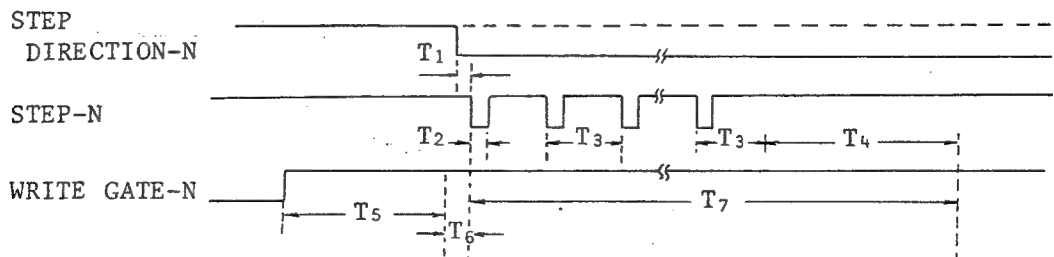 STEP
DIRECTION-N
T1
STEP-N
T2
T3
T3
T4
WRITE GATE-N
T5
T6
T7